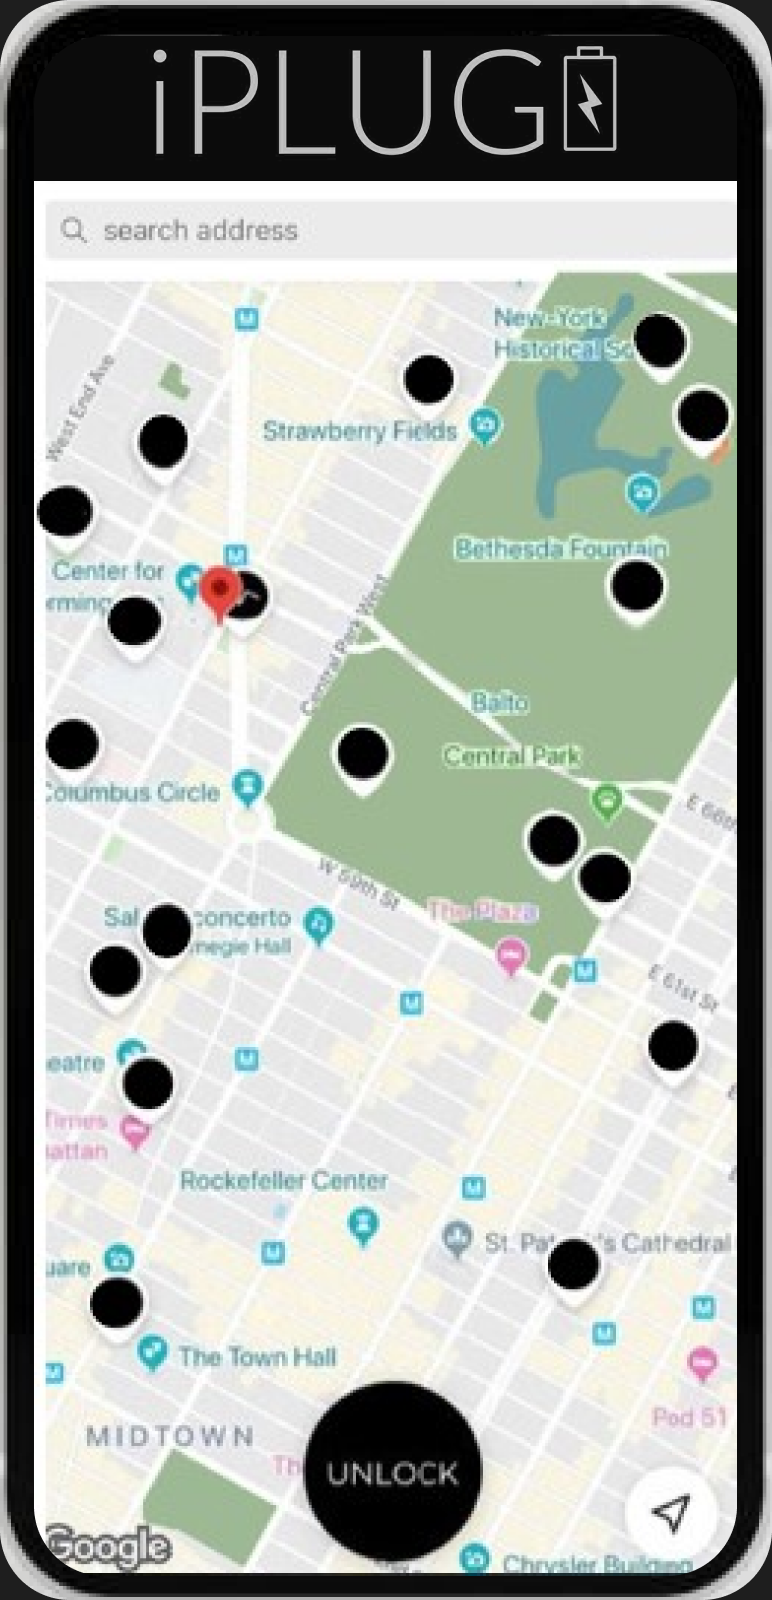 iPLUG
search address
New-York
Historical So
West End Ave
Strawberry Fields
Bethesda Fountain
Center for
rming
Central Park West
Balto
Central Park
Columbus Circle
E 66th
W 59th St
The Plaza
Sal concerto
negie Hall
E 61st St
eatre
Times
attan
Rockefeller Center
St. Pat 's Cathedral
uare
The Town Hall
Pod 51
MIDTOWN
Th
UNLOCK
Google
Chrysler Building